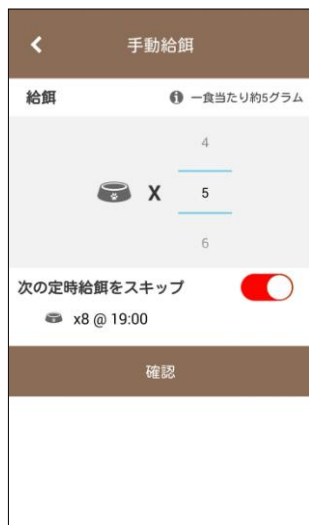 手動給餌
給餌 一食当たり約5グラム
4
X 5
6
次の定時給餌をスキップ
x8 @ 19:00
確認